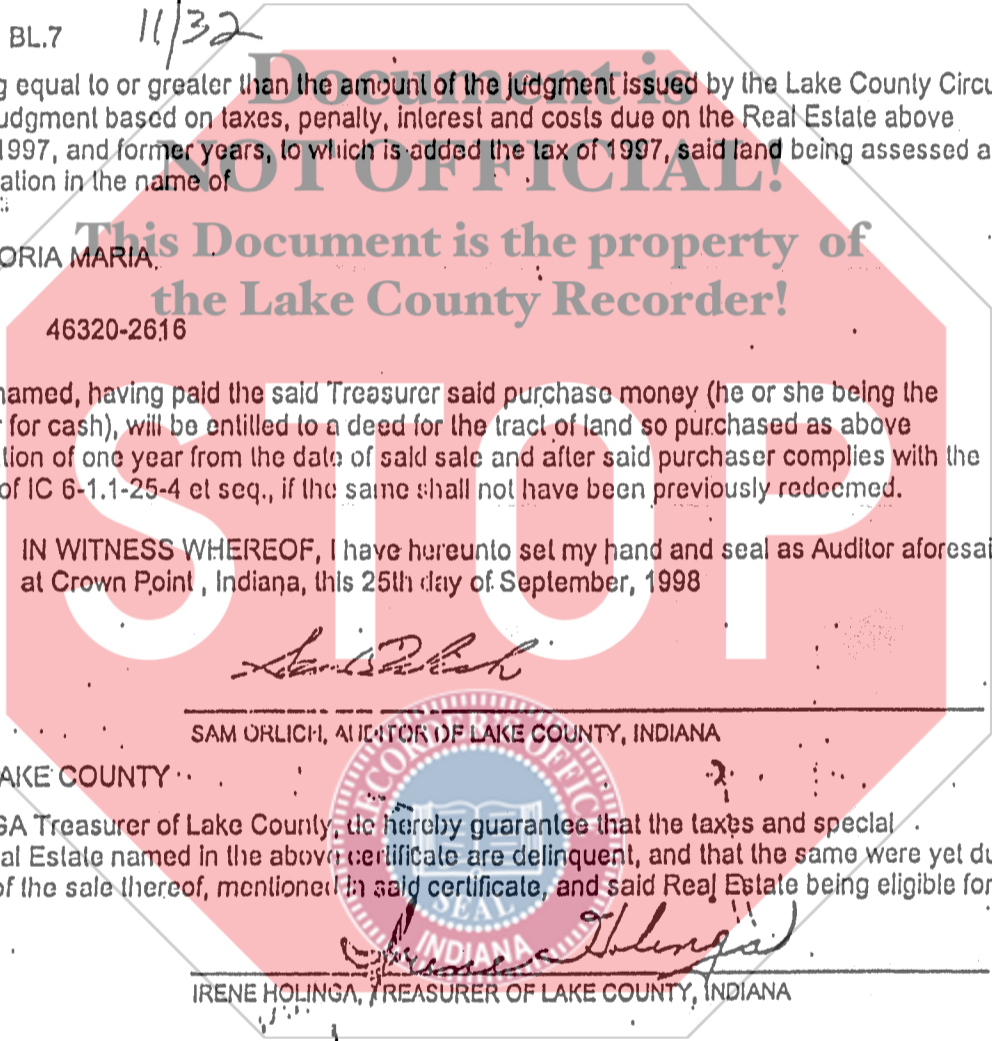 BL.7 11/32
g equal to or greater than the amount of the judgment issued by the Lake County Circu
udgment based on taxes, penalty, interest and costs due on the Real Estate above
1997, and former years, to which is added the tax of 1997, said land being assessed a
ation in the name of
ORIA MARIA,
46320-2616
named, having paid the said Treasurer said purchase money (he or she being the
for cash), will be entitled to a deed for the tract of land so purchased as above
tion of one year from the date of said sale and after said purchaser complies with the
of IC 6-1.1-25-4 et seq., if the same shall not have been previously redeemed.
IN WITNESS WHEREOF, I have hereunto set my hand and seal as Auditor aforesai
at Crown Point , Indiana, this 25th day of September, 1998
SAM ORLICH, AUDITOR OF LAKE COUNTY, INDIANA
AKE COUNTY
GA Treasurer of Lake County, do hereby guarantee that the taxes and special
al Estate named in the above certificate are delinquent, and that the same were yet du
of the sale thereof, mentioned in said certificate, and said Real Estate being eligible for
Holinga
IRENE HOLINGA, TREASURER OF LAKE COUNTY, INDIANA
Document is
NOT OFFICIAL!
This Document is the property of
the Lake County Recorder!
STOP
RECORDER'S OFFICE
SEAL
INDIANA